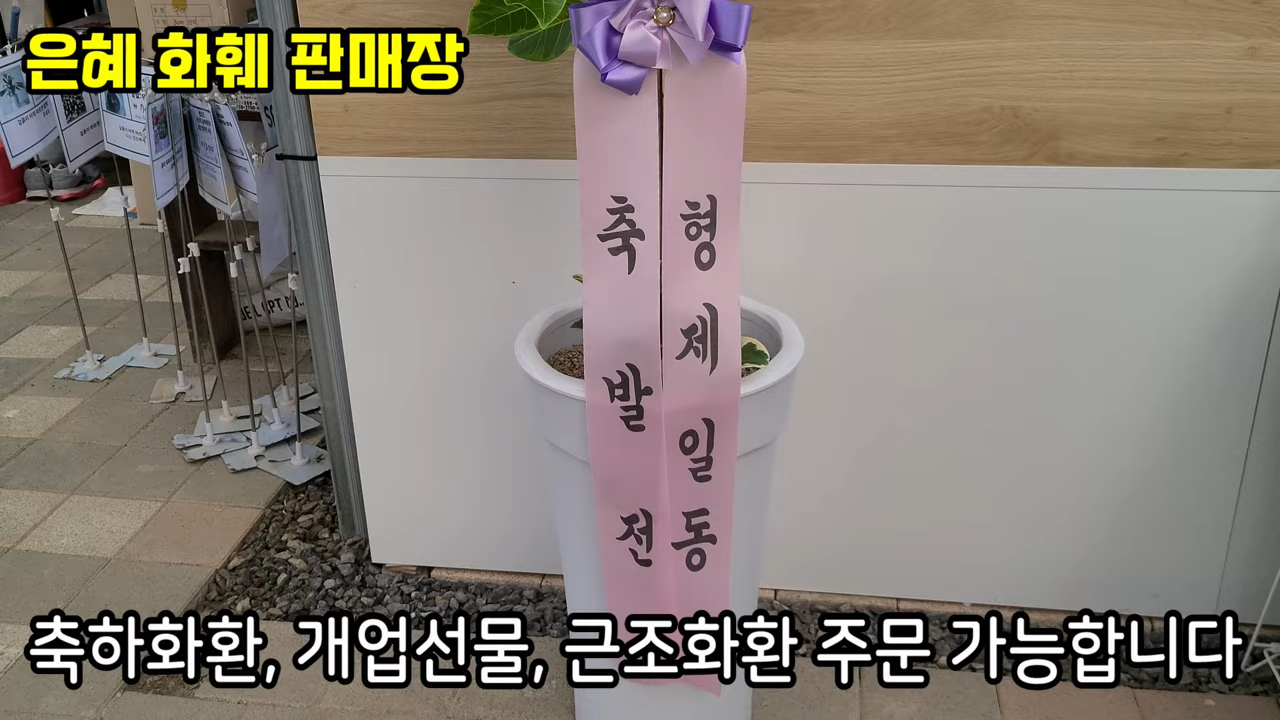 은혜 화훼 판매장
축 발 전
형 제 일 동
축하화환, 개업선물, 근조화환 주문 가능합니다